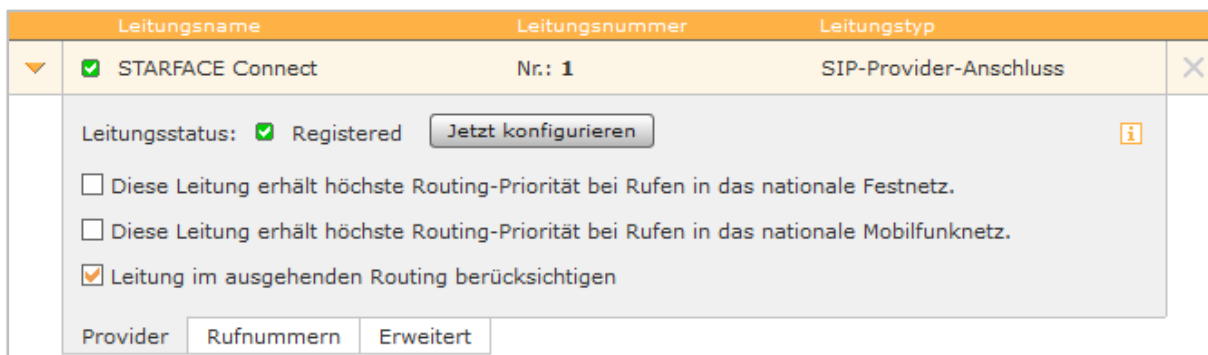 Leitungsname Leitungsnummer Leitungstyp
STARFACE Connect Nr.: 1 SIP-Provider-Anschluss
Leitungsstatus: Registered Jetzt konfigurieren
Diese Leitung erhält höchste Routing-Priorität bei Rufen in das nationale Festnetz.
Diese Leitung erhält höchste Routing-Priorität bei Rufen in das nationale Mobilfunknetz.
Leitung im ausgehenden Routing berücksichtigen
Provider Rufnummern Erweitert